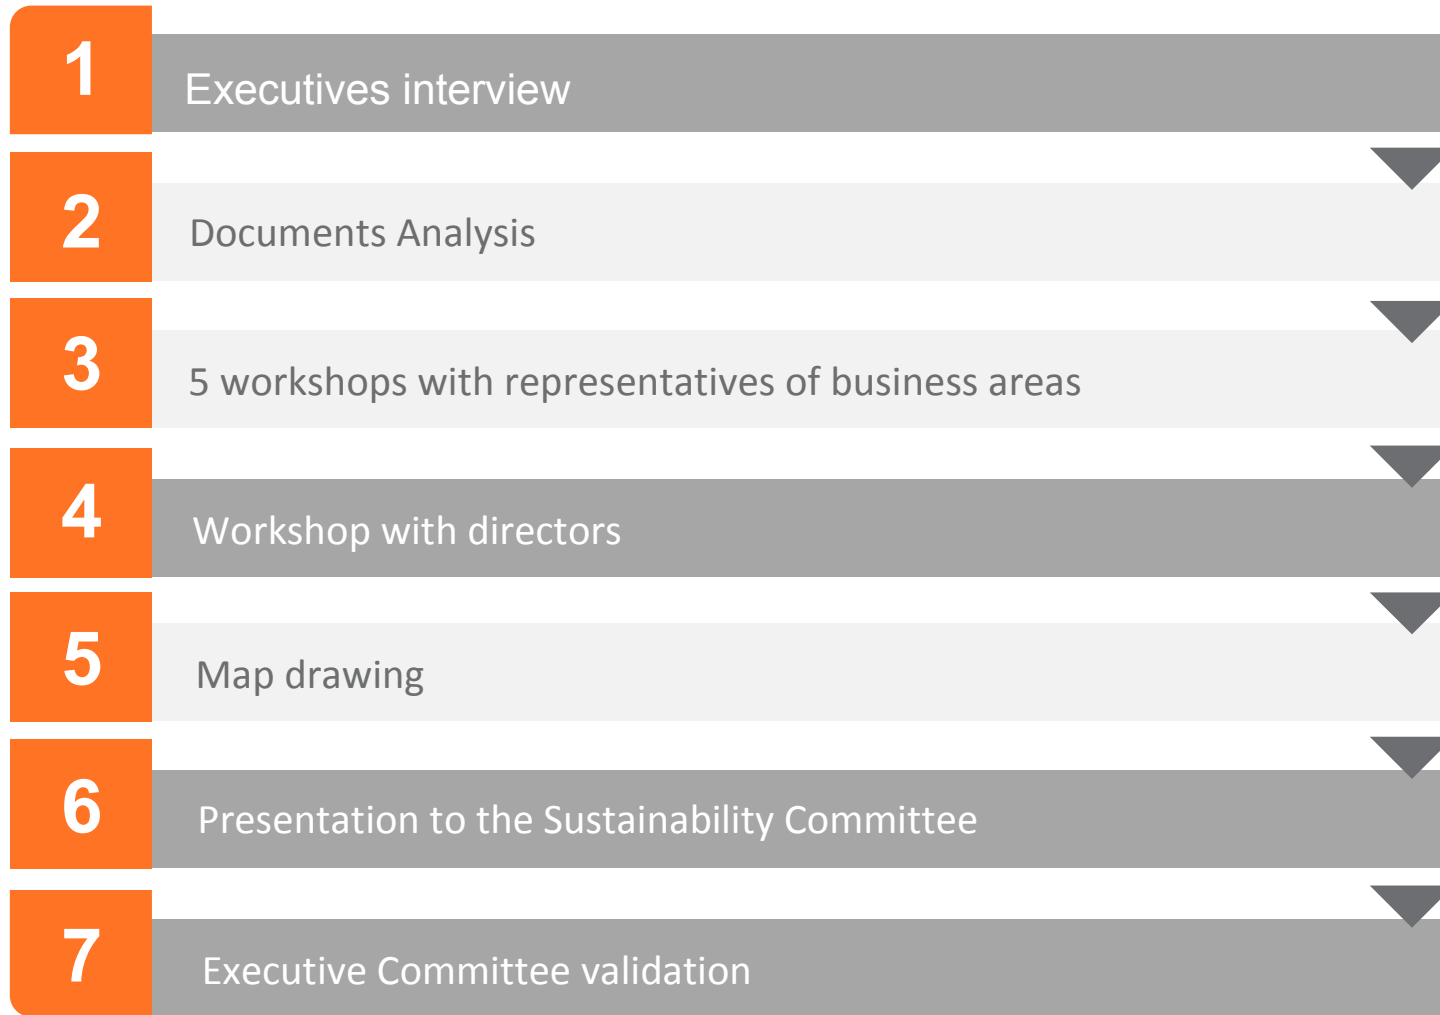 1
Executives interview
2
Documents Analysis
3
5 workshops with representatives of business areas
4
Workshop with directors
5
Map drawing
6
Presentation to the Sustainability Committee
7
Executive Committee validation